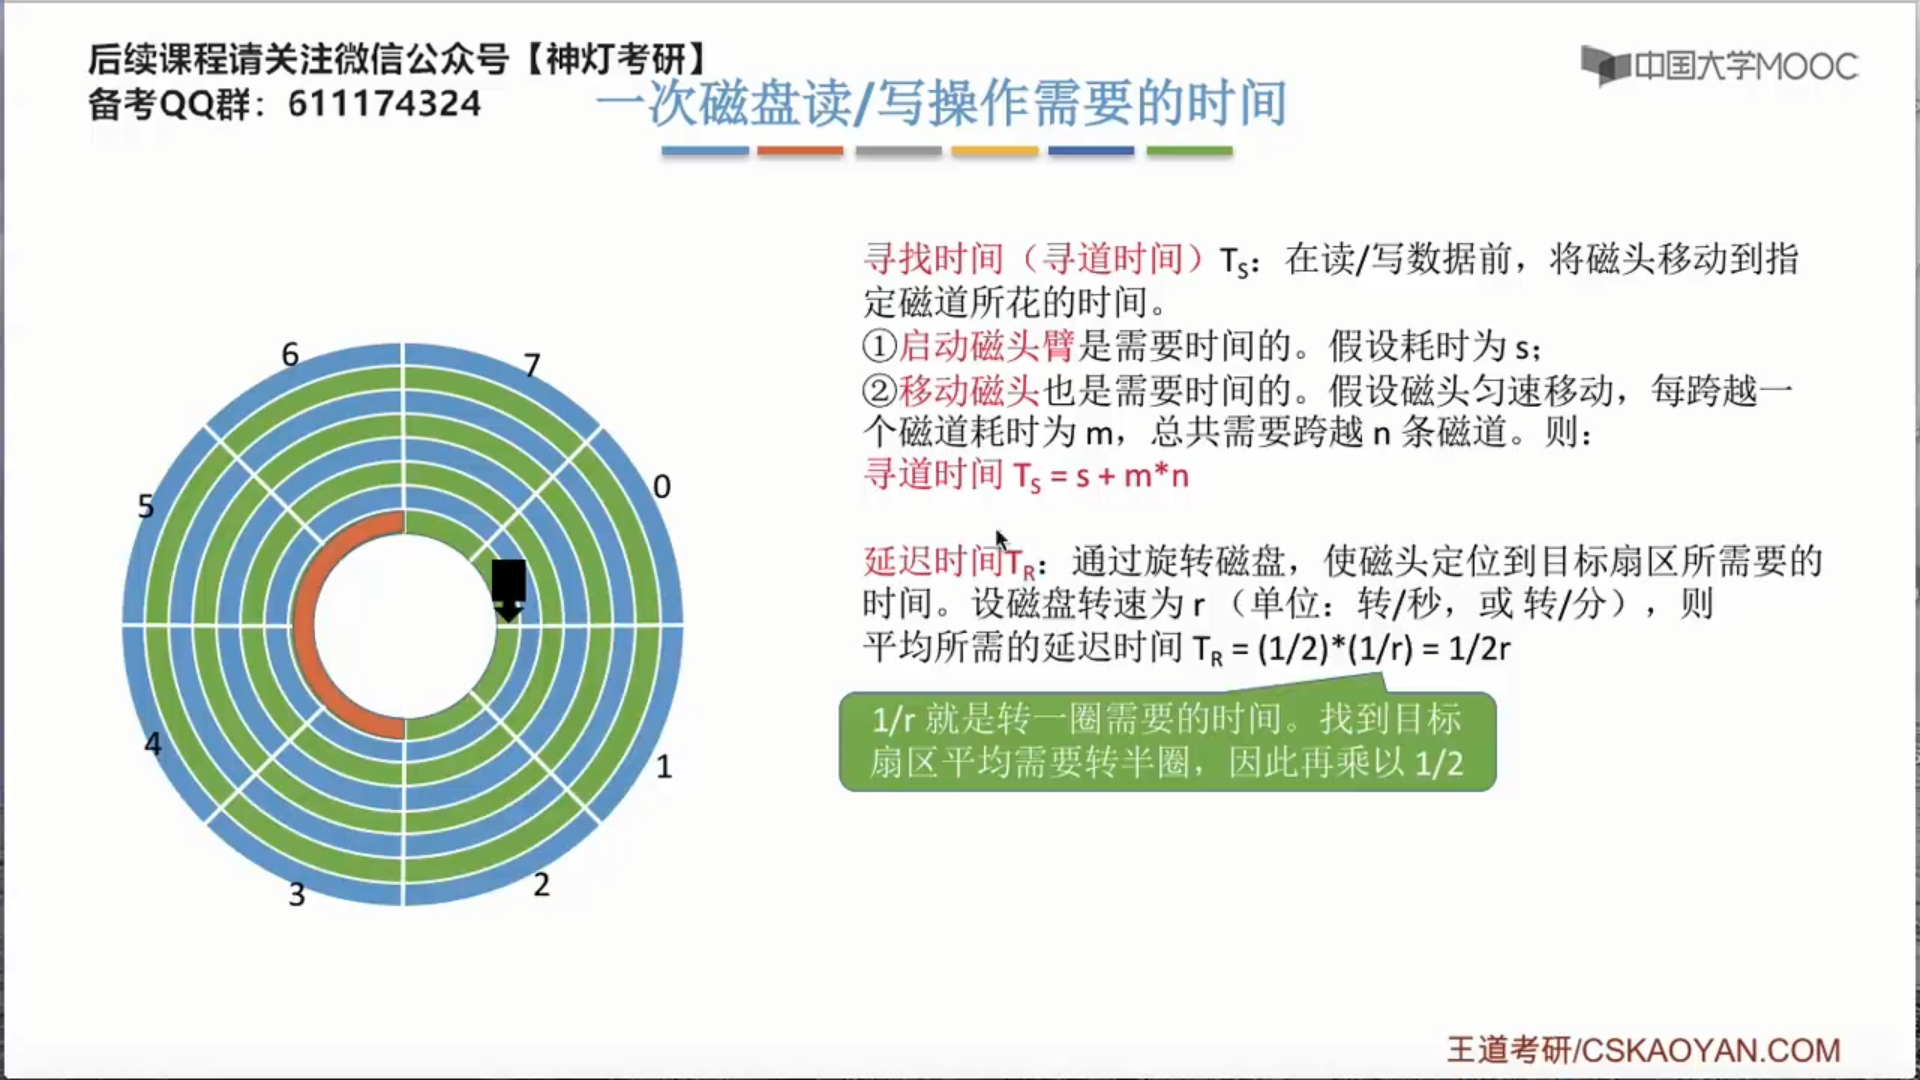 后续课程请关注微信公众号【神灯考研】
备考QQ群：611174324
中国大学MOOC
一次磁盘读/写操作需要的时间
寻找时间（寻道时间）TS：在读/写数据前，将磁头移动到指
定磁道所花的时间。
①启动磁头臂是需要时间的。假设耗时为 s；
②移动磁头也是需要时间的。假设磁头匀速移动，每跨越一
个磁道耗时为 m，总共需要跨越 n 条磁道。则：
寻道时间 TS = s + m*n
延迟时间TR：通过旋转磁盘，使磁头定位到目标扇区所需要的
时间。设磁盘转速为 r （单位：转/秒，或 转/分），则
平均所需的延迟时间 TR = (1/2)*(1/r) = 1/2r
1/r 就是转一圈需要的时间。找到目标
扇区平均需要转半圈，因此再乘以 1/2
6
7
5
0
4
1
3
2
王道考研/CSKAOYAN.COM